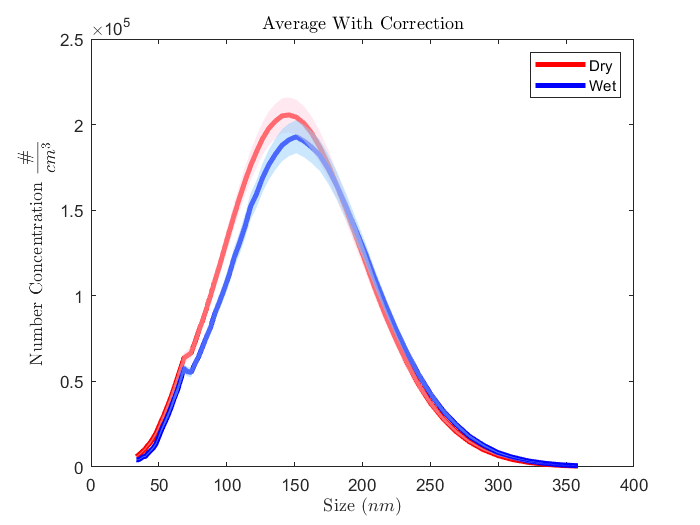 Average With Correction
×10^5
2.5
2
1.5
1
0.5
0
0 50 100 150 200 250 300 350 400
Number Concentration #/cm^3
Size (nm)
Dry
Wet